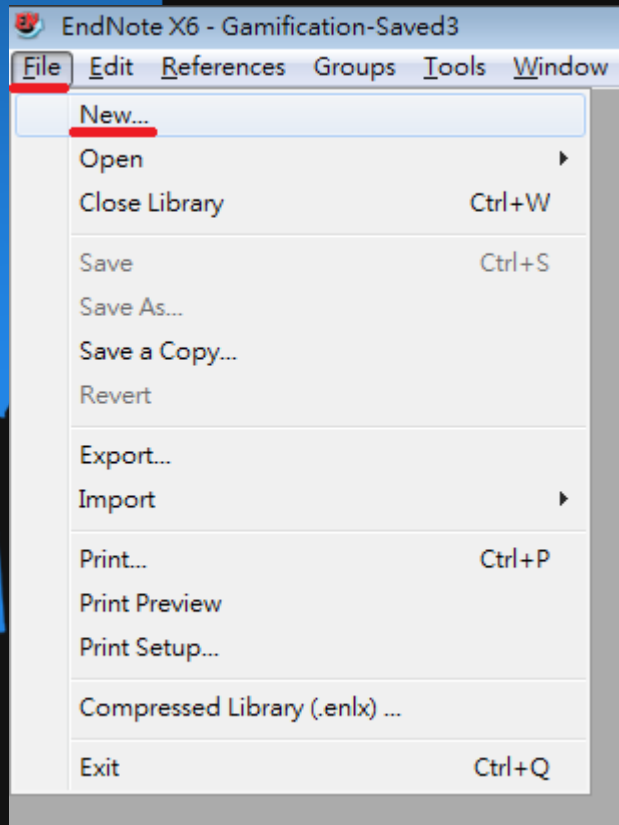 EndNote X6 - Gamification-Saved3
File Edit References Groups Tools Window
New...
Open
Close Library Ctrl+W
Save Ctrl+S
Save As...
Save a Copy...
Revert
Export...
Import
Print... Ctrl+P
Print Preview
Print Setup...
Compressed Library (.enlx) ...
Exit Ctrl+Q